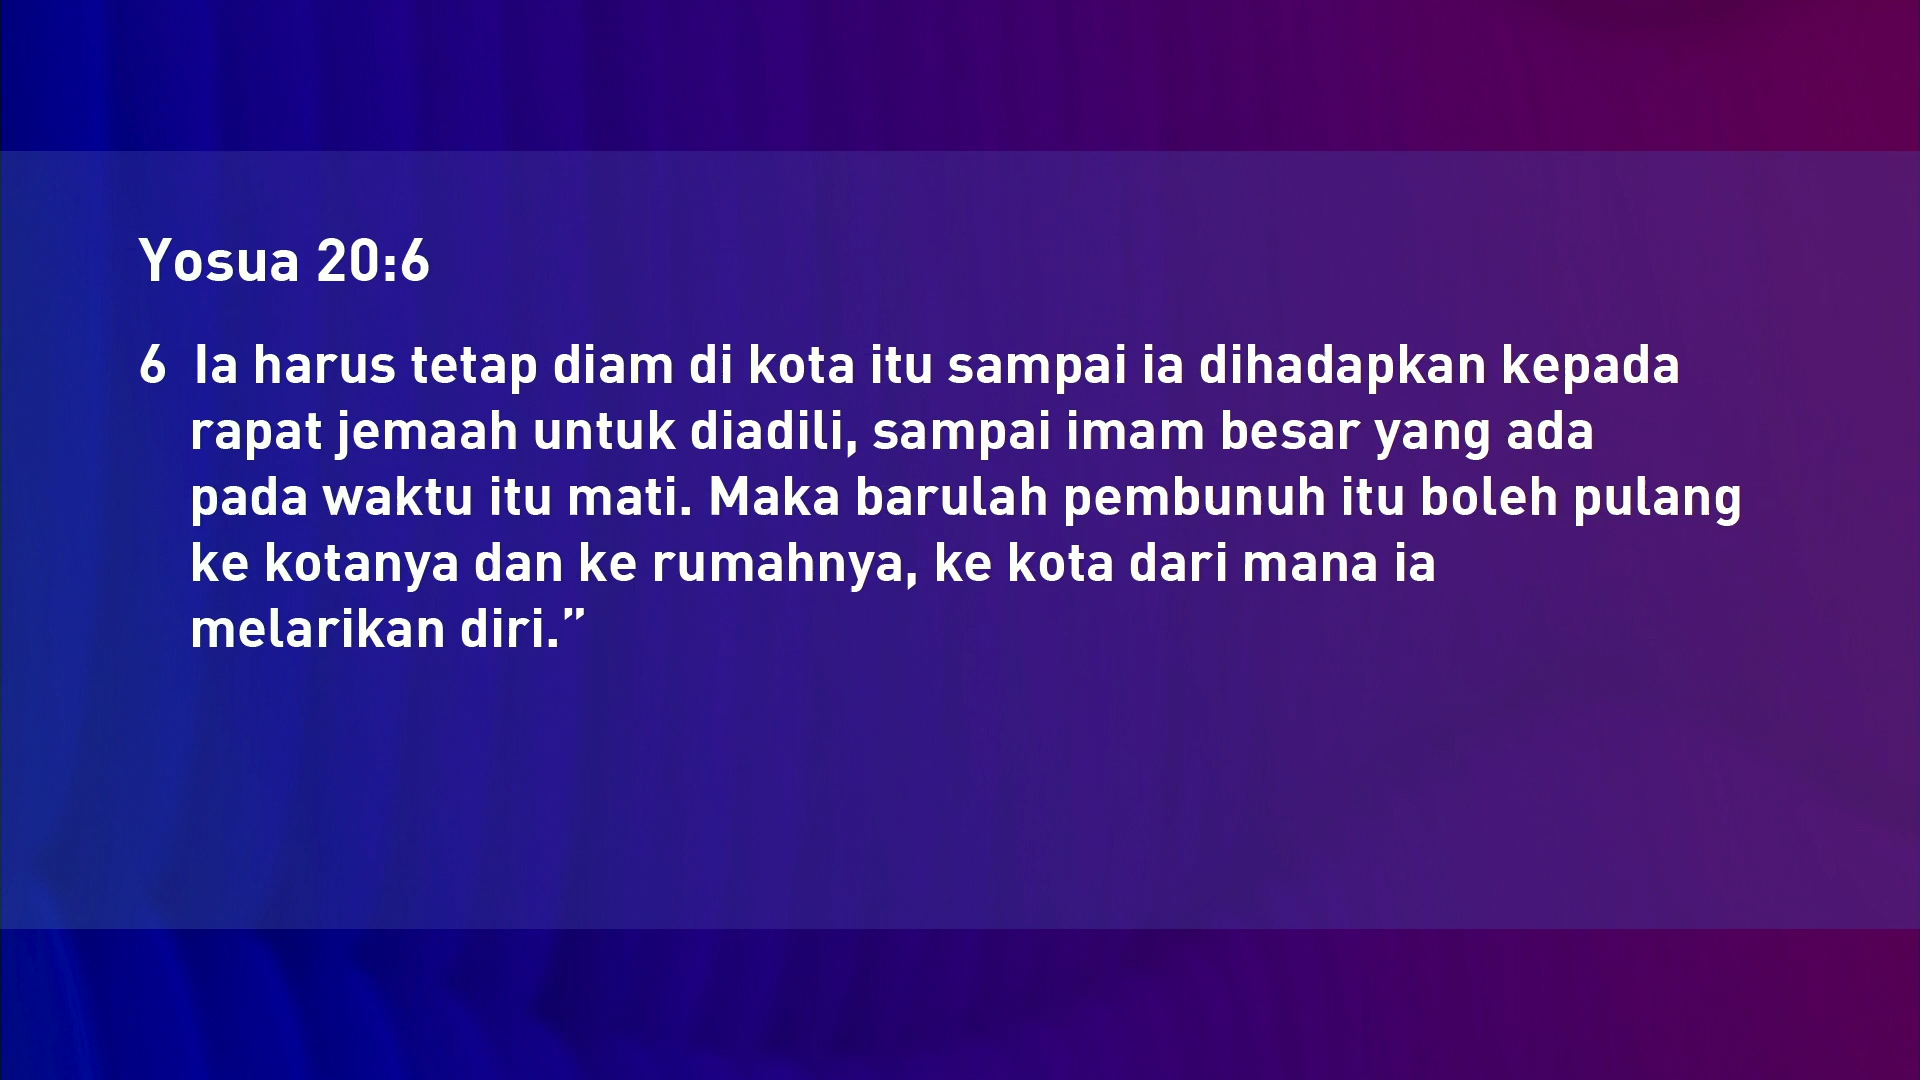 Yosua 20:6
6 Ia harus tetap diam di kota itu sampai ia dihadapkan kepada
rapat jemaah untuk diadili, sampai imam besar yang ada
pada waktu itu mati. Maka barulah pembunuh itu boleh pulang
ke kotanya dan ke rumahnya, ke kota dari mana ia
melarikan diri.”